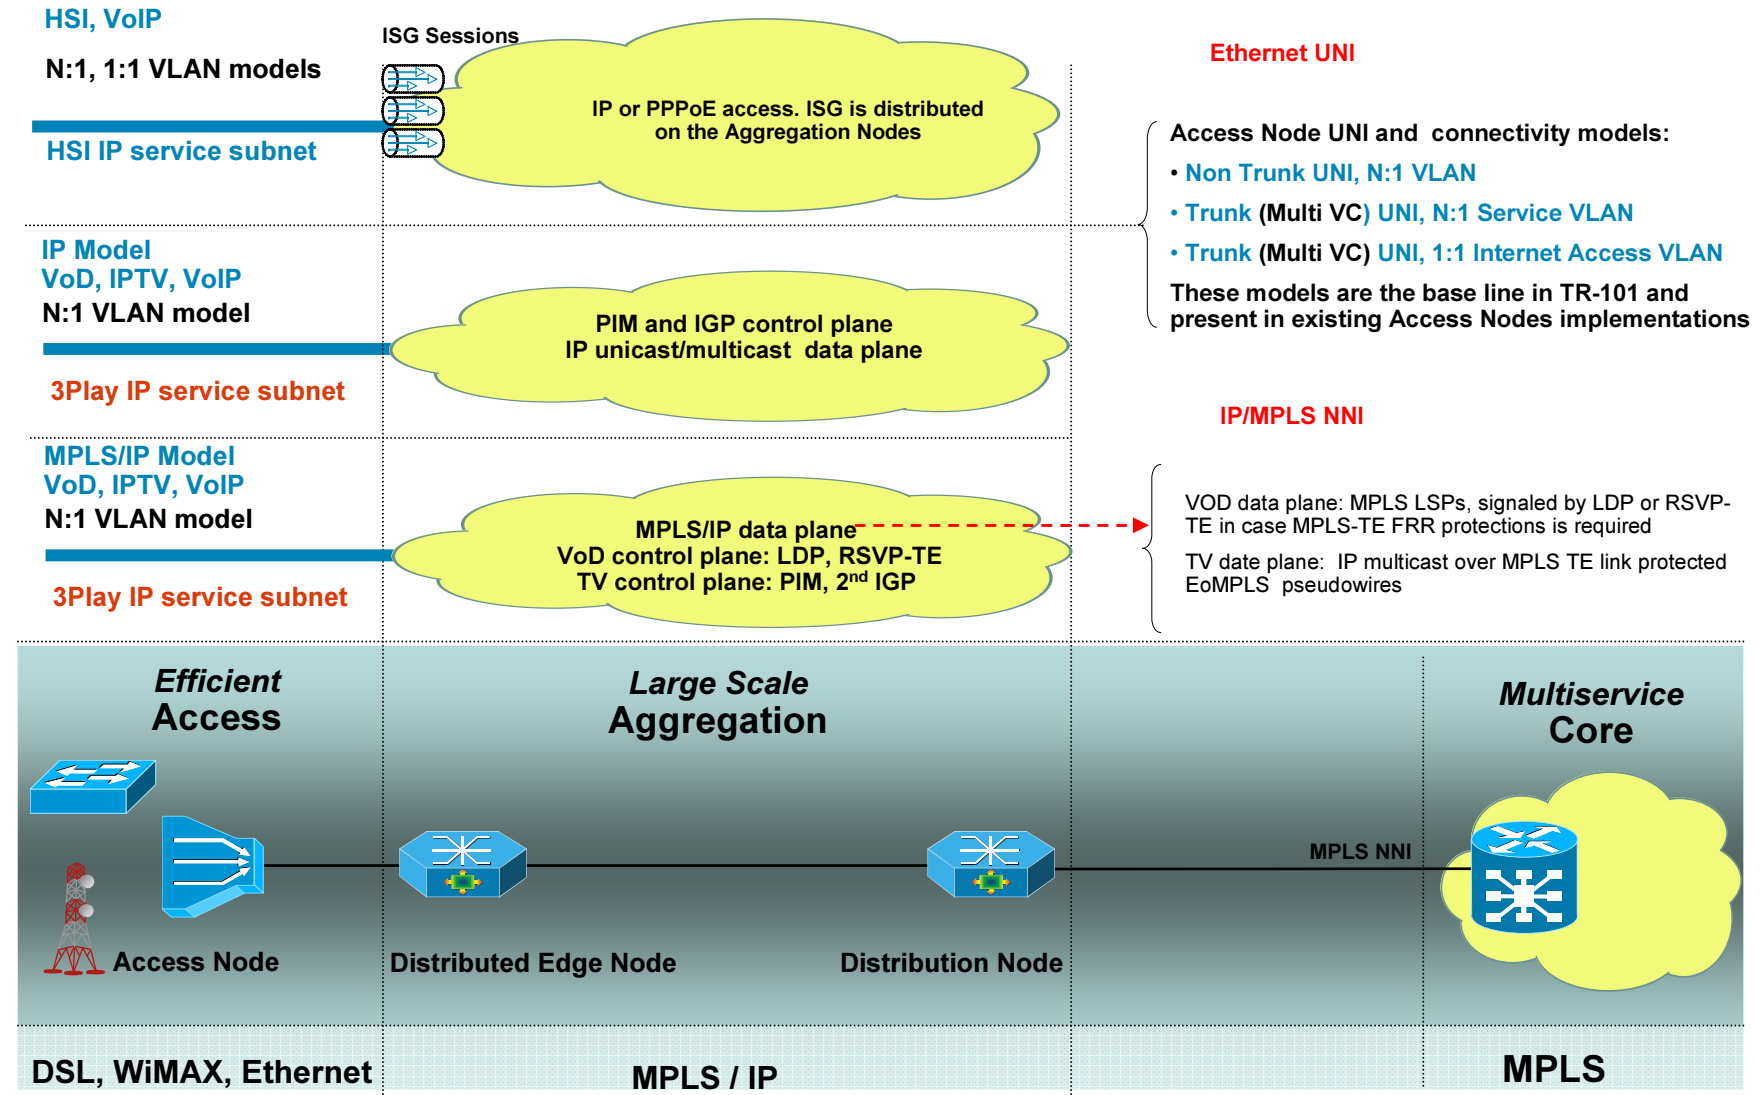 HSI, VoIP
N:1, 1:1 VLAN models
HSI IP service subnet
ISG Sessions
IP or PPPoE access. ISG is distributed
on the Aggregation Nodes
Ethernet UNI
Access Node UNI and connectivity models:
• Non Trunk UNI, N:1 VLAN
• Trunk (Multi VC) UNI, N:1 Service VLAN
• Trunk (Multi VC) UNI, 1:1 Internet Access VLAN
These models are the base line in TR-101 and
present in existing Access Nodes implementations
IP Model
VoD, IPTV, VoIP
N:1 VLAN model
3Play IP service subnet
PIM and IGP control plane
IP unicast/multicast data plane
IP/MPLS NNI
MPLS/IP Model
VoD, IPTV, VoIP
N:1 VLAN model
3Play IP service subnet
MPLS/IP data plane
VoD control plane: LDP, RSVP-TE
TV control plane: PIM, 2nd IGP
VOD data plane: MPLS LSPs, signaled by LDP or RSVP-
TE in case MPLS-TE FRR protections is required
TV date plane: IP multicast over MPLS TE link protected
EoMPLS pseudowires
Efficient
Access
Large Scale
Aggregation
Multiservice
Core
MPLS NNI
Access Node
Distributed Edge Node
Distribution Node
DSL, WiMAX, Ethernet
MPLS / IP
MPLS